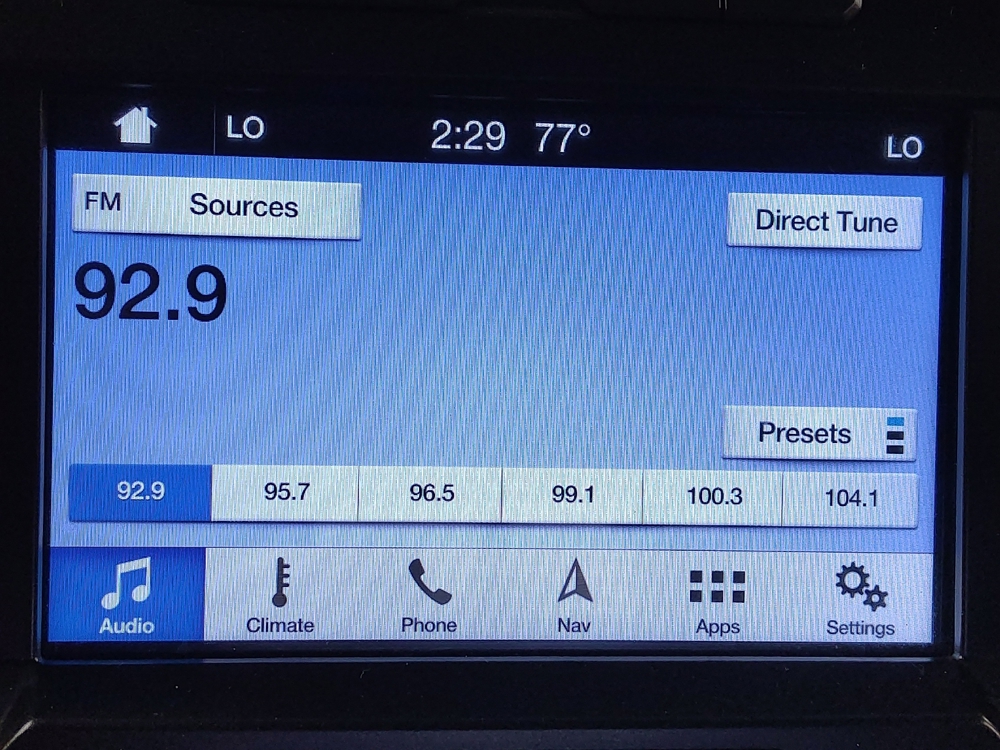 LO 2:29 77° LO
FM Sources
Direct Tune
92.9
Presets
92.9 95.7 96.5 99.1 100.3 104.1
Audio Climate Phone Nav Apps Settings